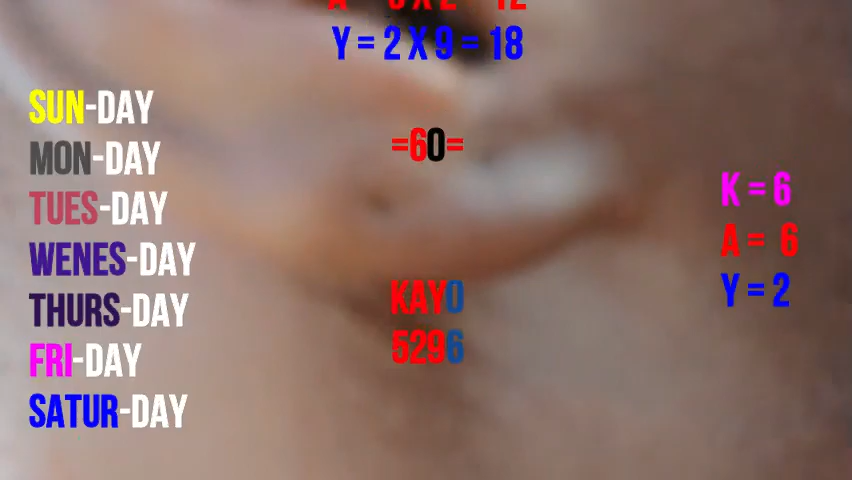 Y = 2 X 9 = 18
SUN-DAY
MON-DAY
TUES-DAY
WENES-DAY
THURS-DAY
FRI-DAY
SATUR-DAY
=60=
KAYO
5296
K = 6
A = 6
Y = 2